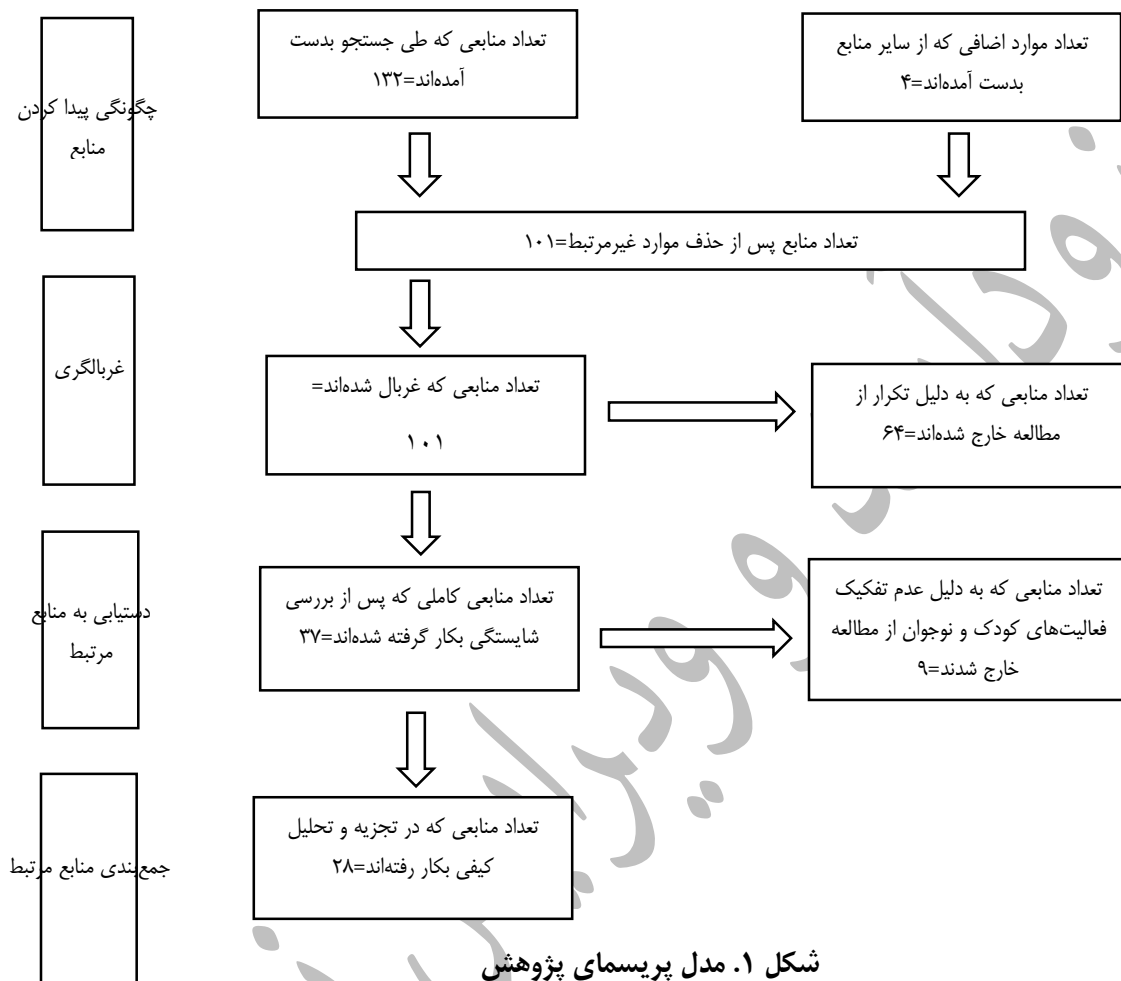 تعداد موارد اضافی که از سایر منابع
بدست آمده‌اند=۴
تعداد منابعی که طی جستجو بدست
آمده‌اند=۱۳۲
چگونگی پیدا کردن
منابع
تعداد منابع پس از حذف موارد غیرمرتبط=۱۰۱
غربالگری
تعداد منابعی که غربال شده‌اند=
۱۰۱
تعداد منابعی که به دلیل تکرار از
مطالعه خارج شده‌اند=۶۴
دستیابی به منابع
مرتبط
تعداد منابعی کاملی که پس از بررسی
شایستگی بکار گرفته شده‌اند=۳۷
تعداد منابعی که به دلیل عدم تفکیک
فعالیت‌های کودک و نوجوان از مطالعه
خارج شدند=۹
جمع‌بندی منابع مرتبط
تعداد منابعی که در تجزیه و تحلیل
کیفی بکار رفته‌اند=۲۸
شکل ۱. مدل پریسمای پژوهش